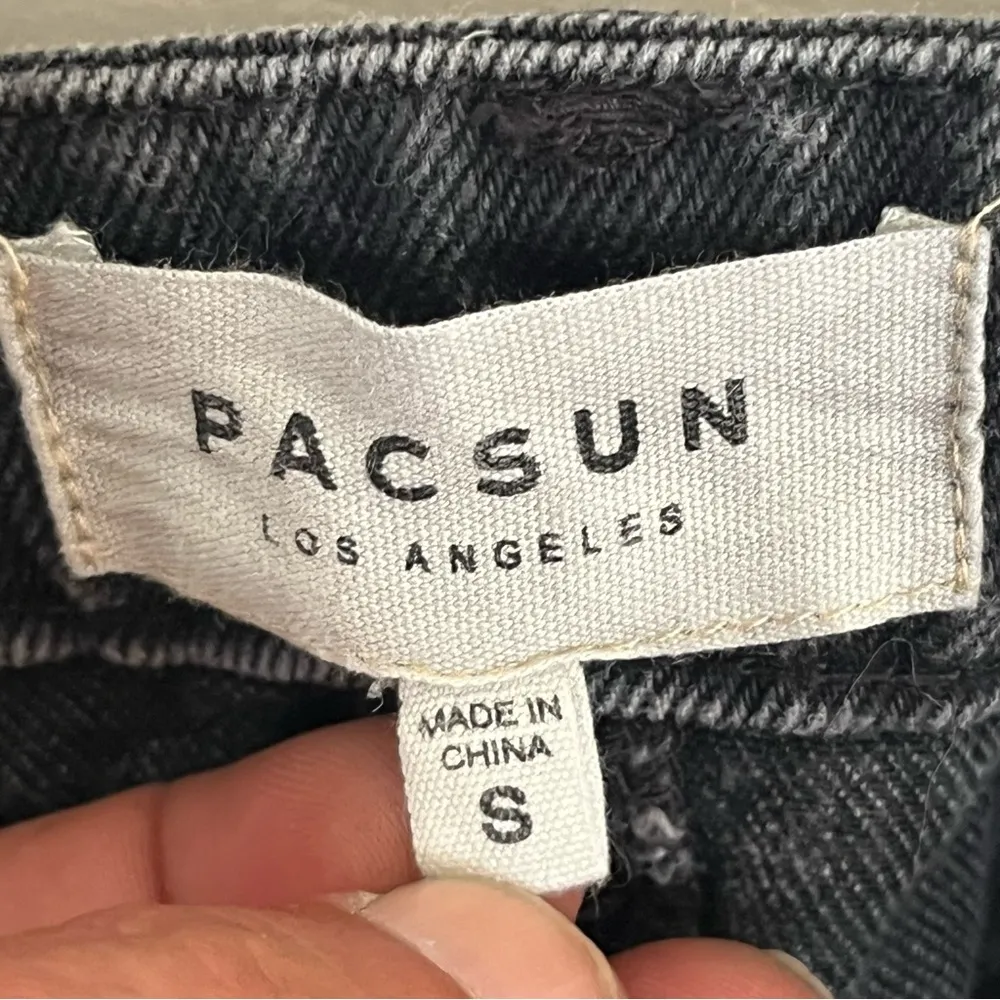 PACSUN
LOS ANGELES
MADE IN
CHINA
S